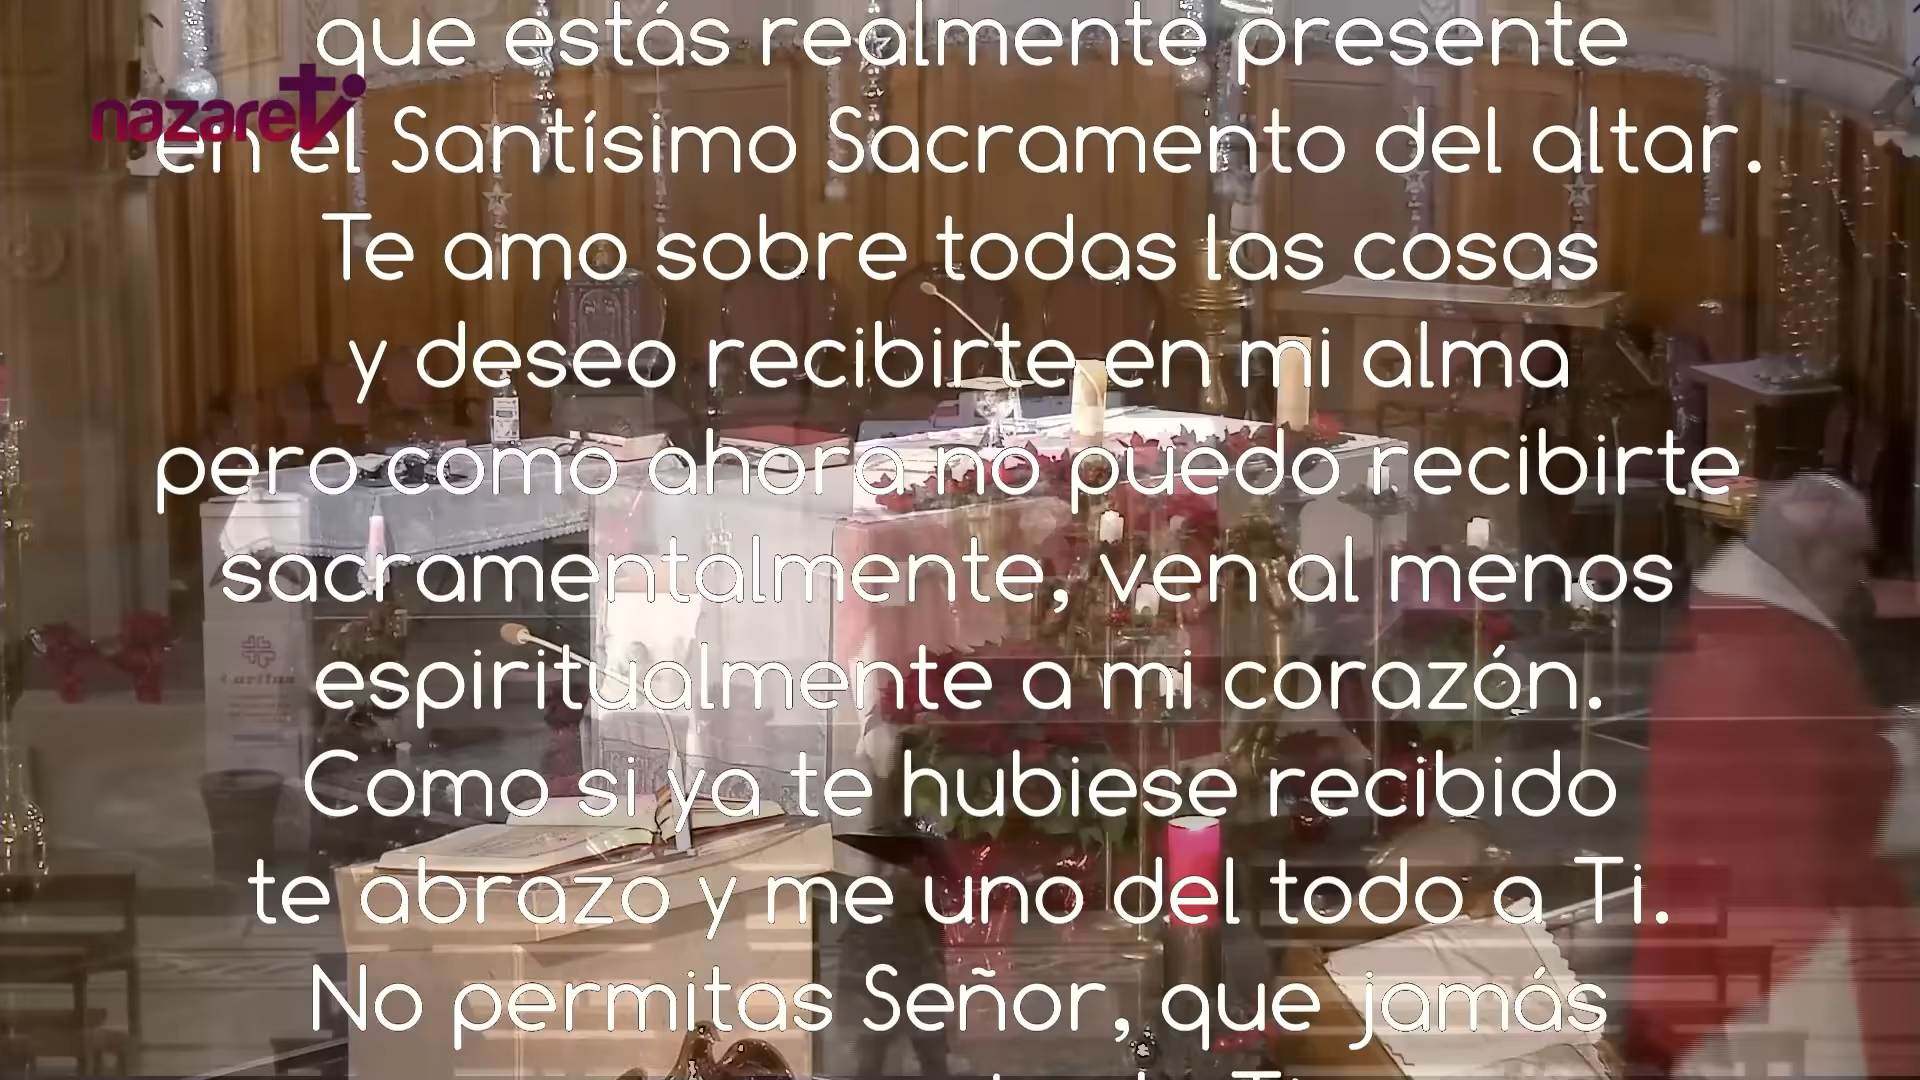 que estás realmente presente
nazaretv
en el Santísimo Sacramento del altar.
Te amo sobre todas las cosas
y deseo recibirte en mi alma
pero como ahora no puedo recibirte
sacramentalmente, ven al menos
espiritualmente a mi corazón.
Cáritas
Como si ya te hubiese recibido
te abrazo y me uno del todo a Ti.
No permitas Señor, que jamás